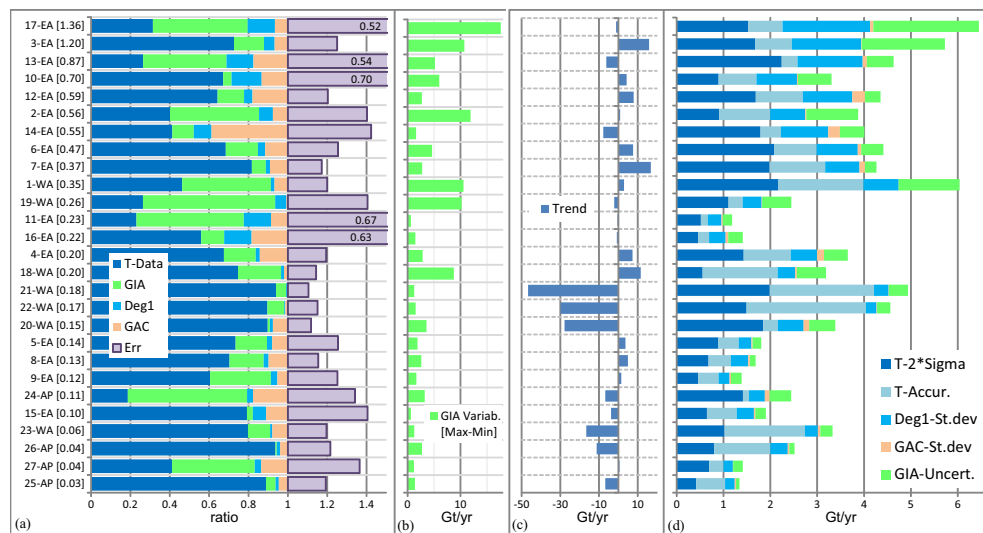 17-EA [1.36]
3-EA [1.20]
13-EA [0.87]
10-EA [0.70]
12-EA [0.59]
2-EA [0.56]
14-EA [0.55]
6-EA [0.47]
7-EA [0.37]
1-WA [0.35]
19-WA [0.26]
11-EA [0.23]
16-EA [0.22]
4-EA [0.20]
18-WA [0.20]
21-WA [0.18]
22-WA [0.17]
20-WA [0.15]
5-EA [0.14]
8-EA [0.13]
9-EA [0.12]
24-AP [0.11]
15-EA [0.10]
23-WA [0.06]
26-AP [0.04]
27-AP [0.04]
25-AP [0.03]
0.52
0.54
0.70
0.67
0.63
T-Data
GIA
Deg1
GAC
Err
0 0.2 0.4 0.6 0.8 1 1.2 1.4
(a) ratio
GIA Variab.
[Max-Min]
0 10
(b) Gt/yr
Trend
-50 -30 -10 10
(c) Gt/yr
T-2*Sigma
T-Accur.
Deg1-St.dev
GAC-St.dev
GIA-Uncert.
0 1 2 3 4 5 6
(d) Gt/yr